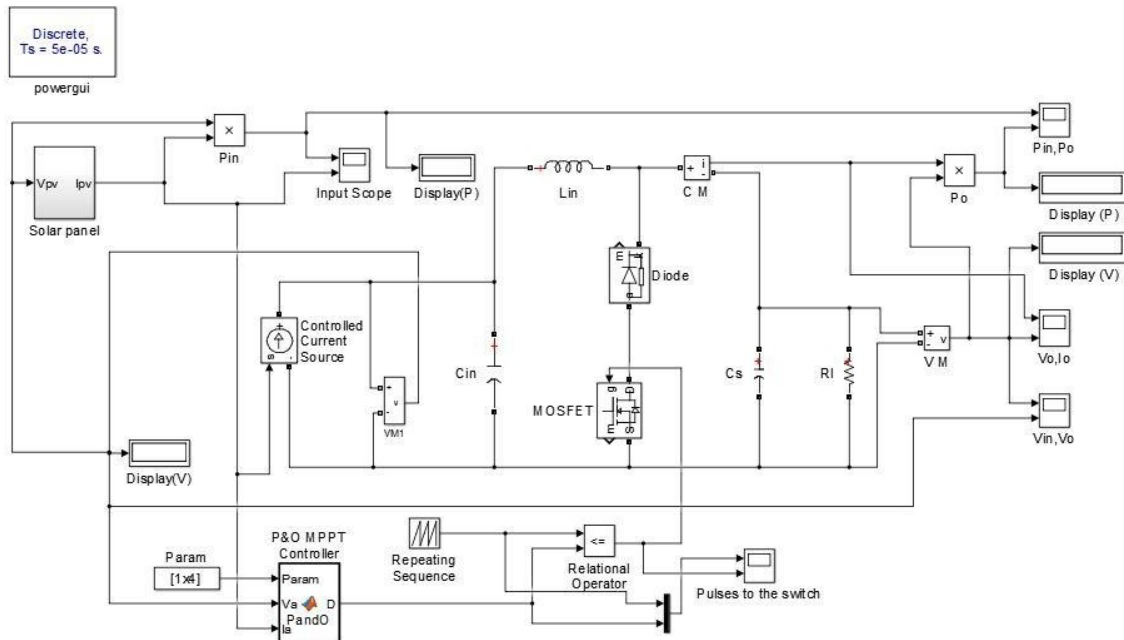 Discrete,
Ts = 5e-05 s.
powergui
×
Pin
Vpv Ipv
Solar panel
Input Scope
Display(P)
Lin
+ i -
C M
×
Po
Pin,Po
Display (P)
Display (V)
m
Diode
Controlled
Current
Source
+
s -
+ - v
VM1
Cin
MOSFET
g D
m S
Cs
Rl
+ - v
V M
Vo,Io
Vin,Vo
Display(V)
Param
[1x4]
P&O MPPT
Controller
Param
Va D
PandO
Ia
Repeating
Sequence
<=
Relational
Operator
Pulses to the switch